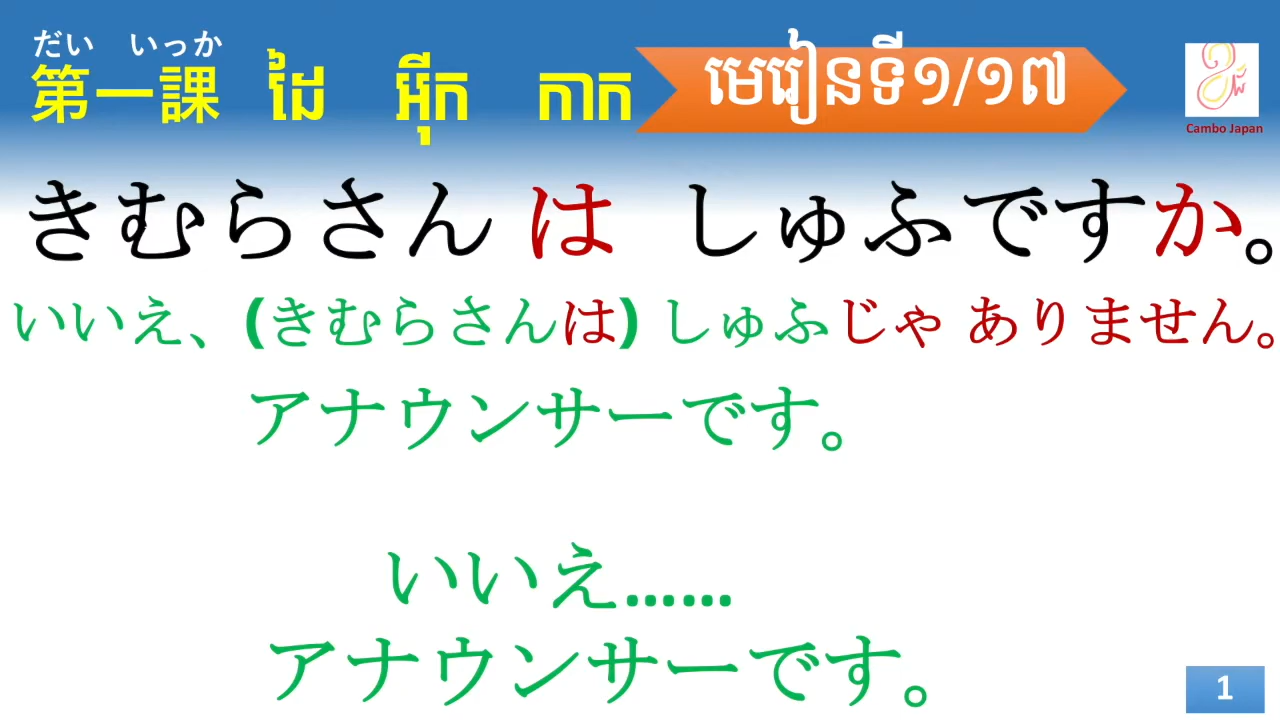 だい いっか
第一課 ដៃ អ៊ីក កាក
មេរៀនទី១/១៧
Cambo Japan
きむらさん は しゅふですか。
いいえ、(きむらさんは) しゅふじゃ ありません。
アナウンサーです。
いいえ......
アナウンサーです。
1